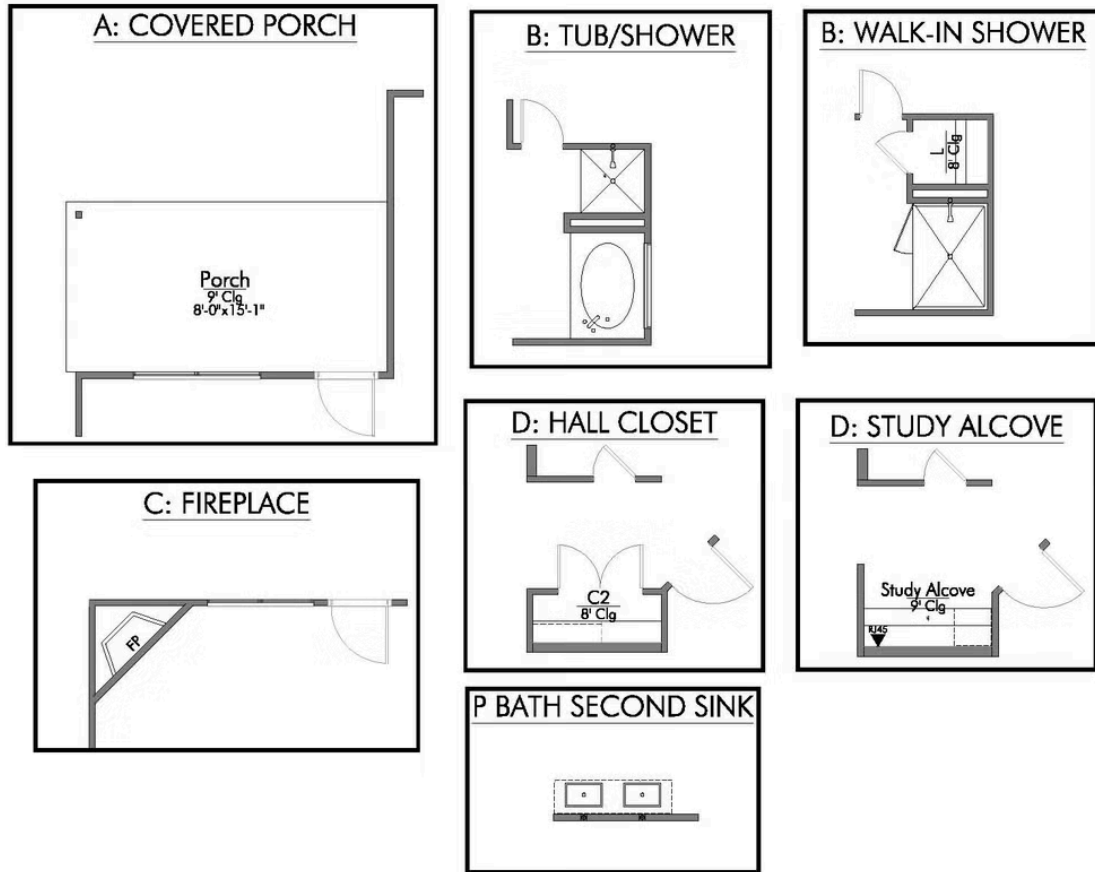 A: COVERED PORCH
Porch
9' Clg
8'-0"x15'-1"
B: TUB/SHOWER
B: WALK-IN SHOWER
L
8' Clg
C: FIREPLACE
FP
D: HALL CLOSET
C2
8' Clg
D: STUDY ALCOVE
Study Alcove
9' Clg
RJ45
P BATH SECOND SINK